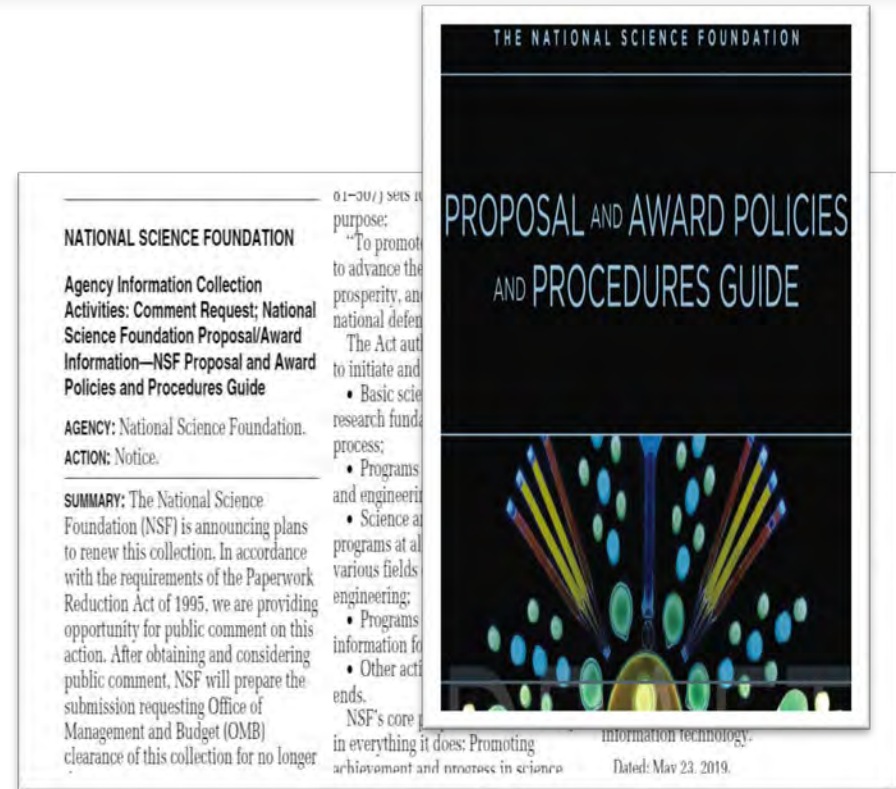 THE NATIONAL SCIENCE FOUNDATION
PROPOSAL AND AWARD POLICIES
AND PROCEDURES GUIDE
NATIONAL SCIENCE FOUNDATION
Agency Information Collection
Activities: Comment Request; National
Science Foundation Proposal/Award
Information—NSF Proposal and Award
Policies and Procedures Guide
AGENCY: National Science Foundation.
ACTION: Notice.
SUMMARY: The National Science
Foundation (NSF) is announcing plans
to renew this collection. In accordance
with the requirements of the Paperwork
Reduction Act of 1995, we are providing
opportunity for public comment on this
action. After obtaining and considering
public comment, NSF will prepare the
submission requesting Office of
Management and Budget (OMB)
clearance of this collection for no longer
sets
purpose:
“To promote
to advance the
prosperity, and
national defen
The Act auth
to initiate and
• Basic scie
research funda
process;
• Programs
and engineerin
• Science a
programs at al
various fields
engineering;
• Programs
information fo
• Other acti
ends.
NSF's core p
in everything it does: Promoting
achievement and progress in science
information technology.
Dated: May 23, 2019.